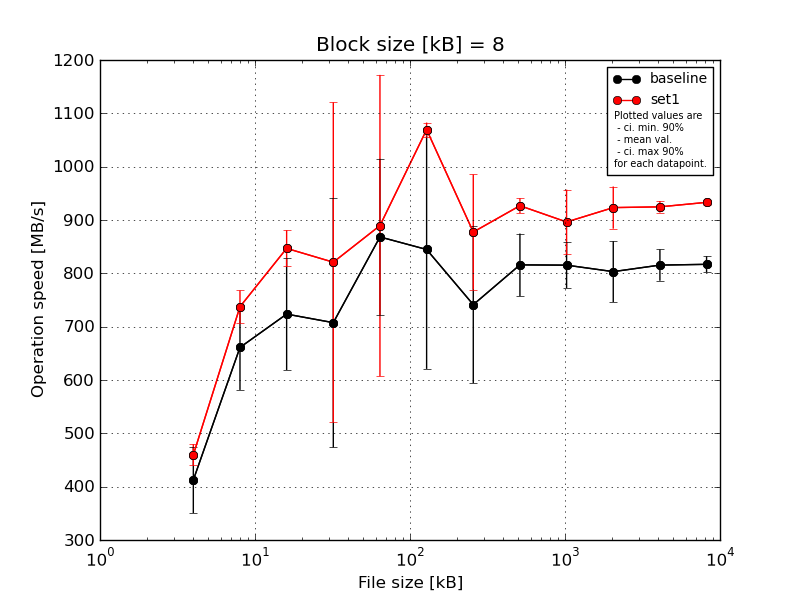 Block size [kB] = 8
1200
1100
1000
900
800
700
600
500
400
300
Operation speed [MB/s]
baseline
set1
Plotted values are
- ci. min. 90%
- mean val.
- ci. max 90%
for each datapoint.
10^0 10^1 10^2 10^3 10^4
File size [kB]